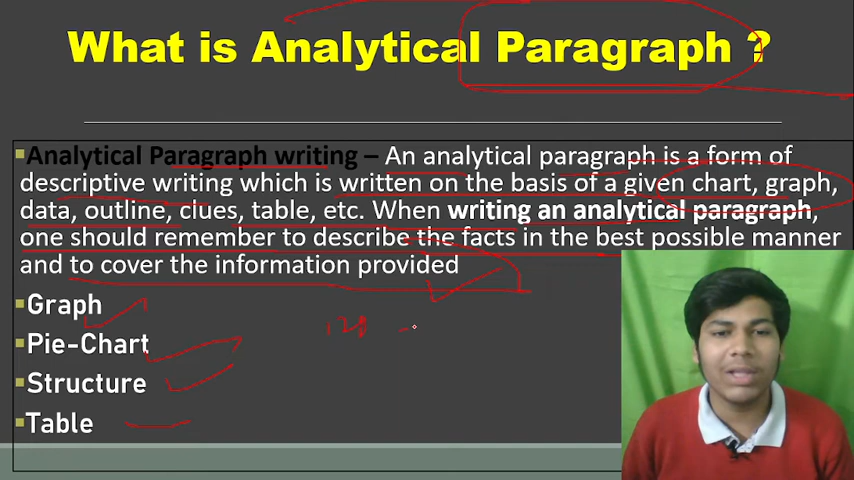 What is Analytical Paragraph ?
▪Analytical Paragraph writing – An analytical paragraph is a form of
descriptive writing which is written on the basis of a given chart, graph,
data, outline, clues, table, etc. When writing an analytical paragraph,
one should remember to describe the facts in the best possible manner
and to cover the information provided
▪Graph
▪Pie-Chart
▪Structure
▪Table